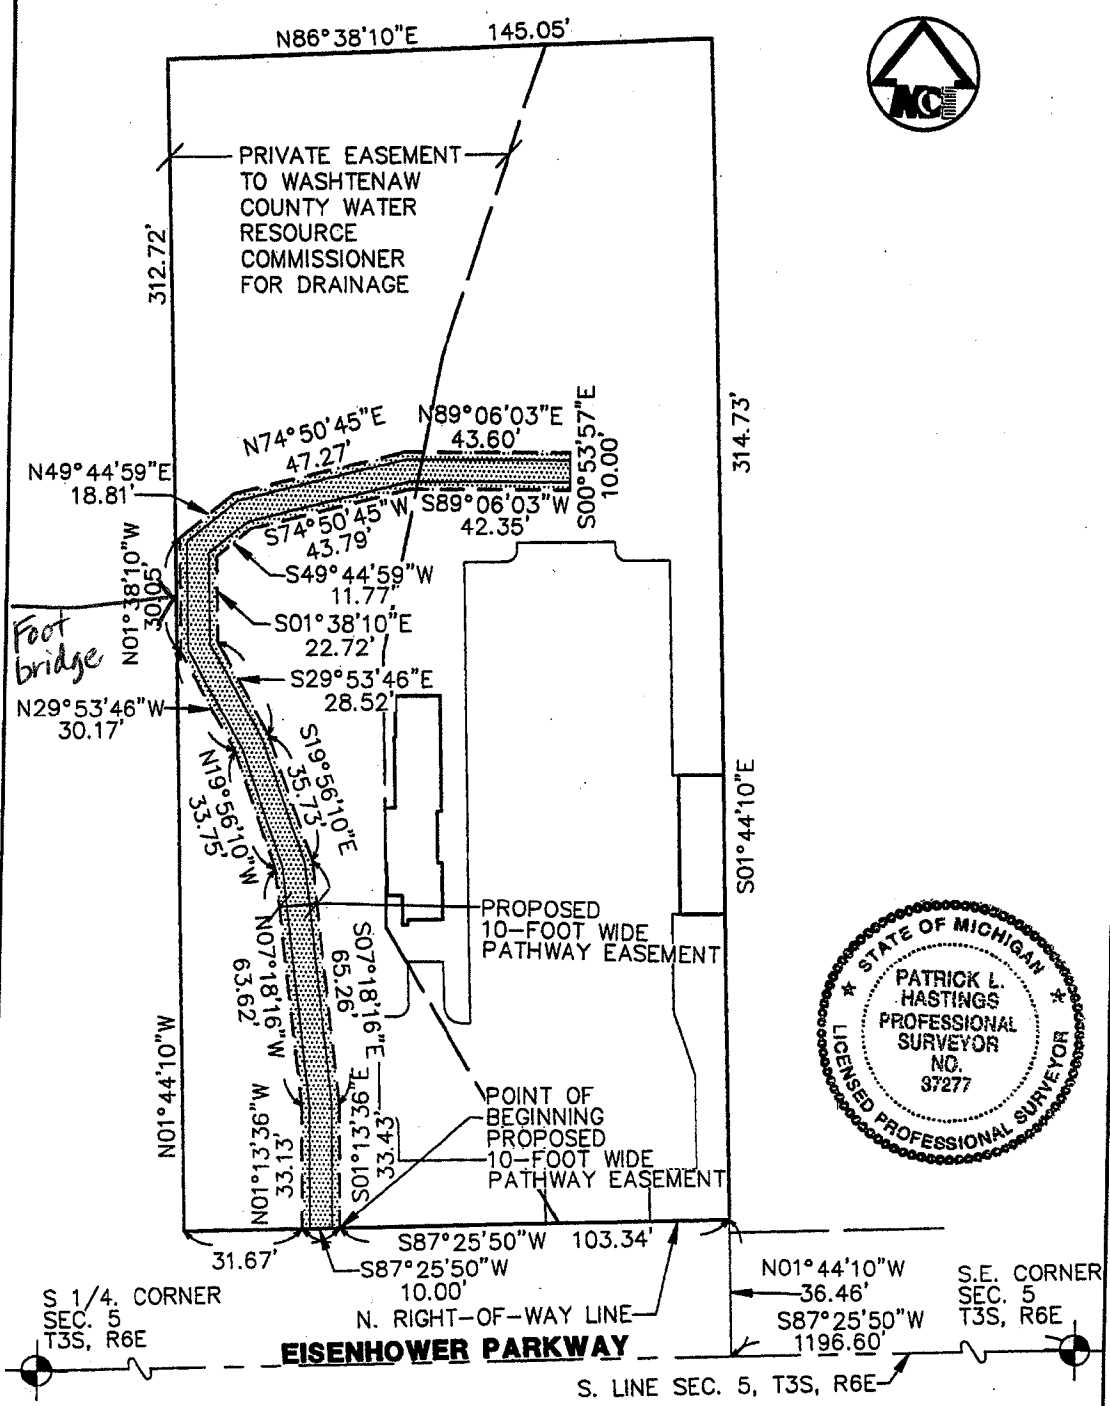 N86°38'10"E 145.05'
NCI
PRIVATE EASEMENT
TO WASHTENAW
COUNTY WATER
RESOURCE
COMMISSIONER
FOR DRAINAGE
312.72'
N74°50'45"E
47.27'
N89°06'03"E
43.60'
S00°53'57"E
10.00'
314.73'
N49°44'59"E
18.81'
S74°50'45"W
43.79'
S89°06'03"W
42.35'
N01°38'10"W
30.05'
S49°44'59"W
11.77'
S01°38'10"E
22.72'
Foot
bridge
S29°53'46"E
28.52'
N29°53'46"W
30.17'
S19°56'10"E
35.73'
N19°56'10"W
33.75'
S01°44'10"E
PROPOSED
10-FOOT WIDE
PATHWAY EASEMENT
N07°18'16"W
63.62'
S07°18'16"E
65.26'
STATE OF MICHIGAN
PATRICK L.
HASTINGS
PROFESSIONAL
SURVEYOR
NO.
37277
LICENSED PROFESSIONAL SURVEYOR
N01°44'10"W
N01°13'36"W
33.13'
S01°13'36"E
33.43'
POINT OF
BEGINNING
PROPOSED
10-FOOT WIDE
PATHWAY EASEMENT
31.67'
S87°25'50"W 103.34'
S87°25'50"W
10.00'
N01°44'10"W
36.46'
S 1/4. CORNER
SEC. 5
T3S, R6E
N. RIGHT-OF-WAY LINE
S87°25'50"W
1196.60'
S.E. CORNER
SEC. 5
T3S, R6E
EISENHOWER PARKWAY
S. LINE SEC. 5, T3S, R6E